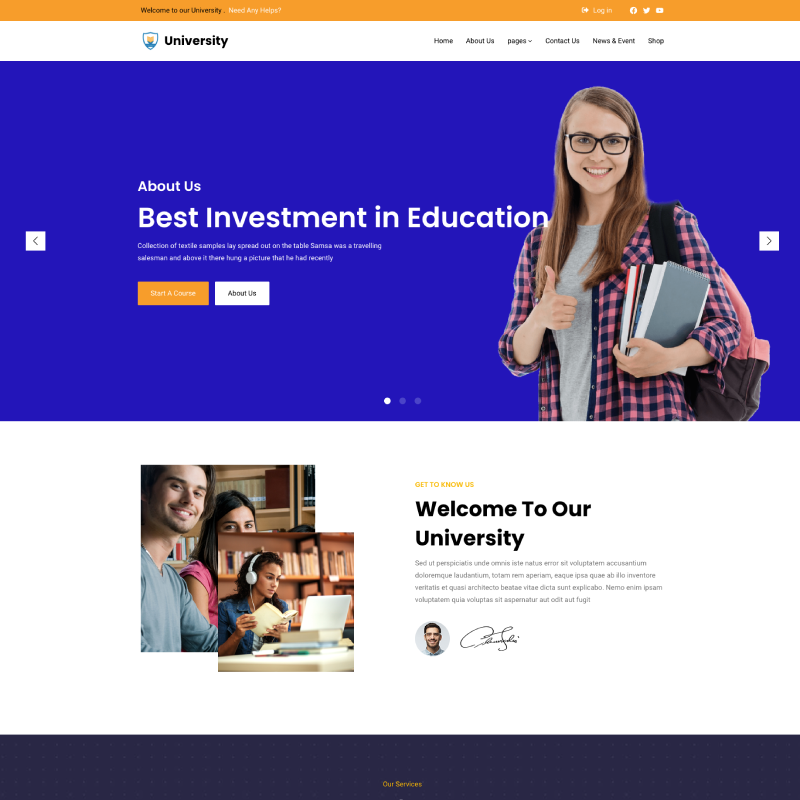 Welcome to our University. Need Any Helps?
Log in
University
Home About Us pages Contact Us News & Event Shop
About Us
Best Investment in Education
Collection of textile samples lay spread out on the table Samsa was a travelling
salesman and above it there hung a picture that he had recently
Start A Course About Us
GET TO KNOW US
Welcome To Our
University
Sed ut perspiciatis unde omnis iste natus error sit voluptatem accusantium
doloremque laudantium, totam rem aperiam, eaque ipsa quae ab illo inventore
veritatis et quasi architecto beatae vitae dicta sunt explicabo. Nemo enim ipsam
voluptatem quia voluptas sit aspernatur aut odit aut fugit
Our Services